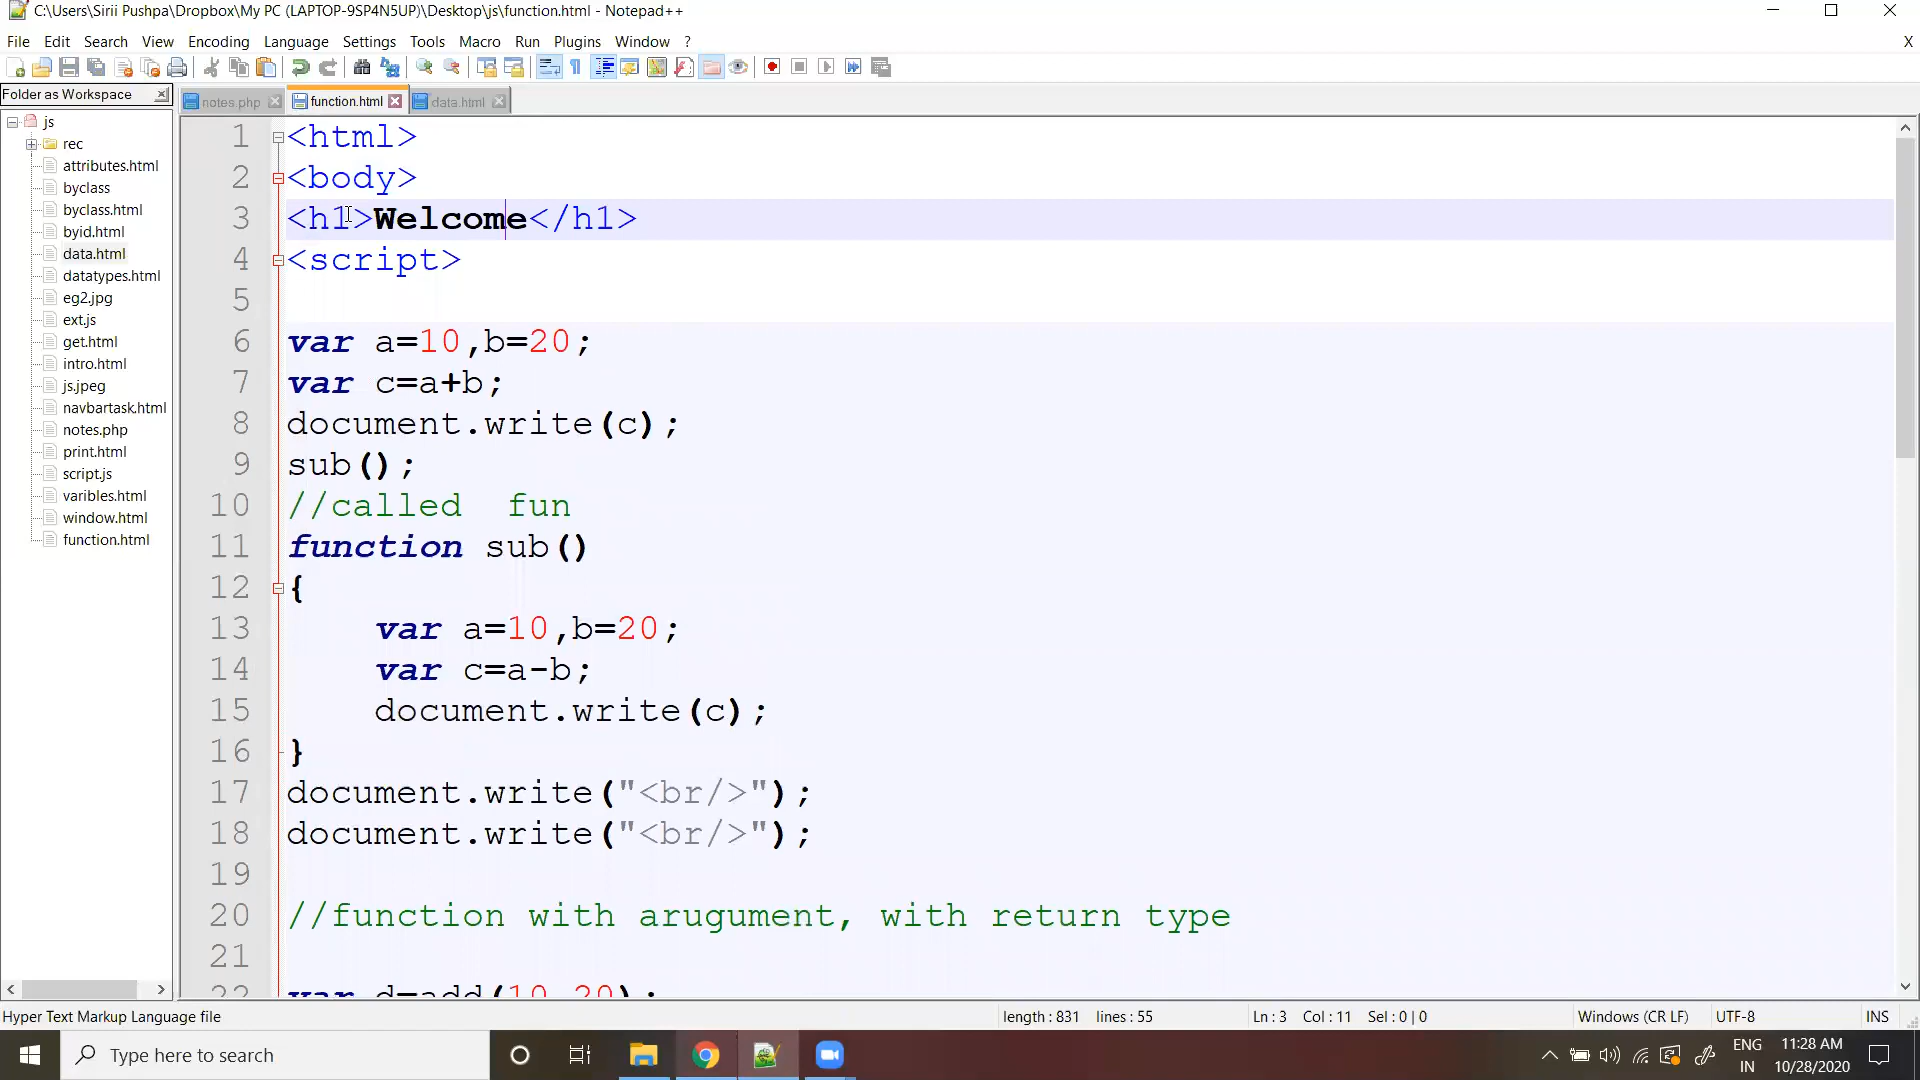 C:\Users\Sirii Pushpa\Dropbox\My PC (LAPTOP-9SP4N5UP)\Desktop\js\function.html - Notepad++
File Edit Search View Encoding Language Settings Tools Macro Run Plugins Window ? X
Folder as Workspace
notes.php function.html data.html
js
rec
attributes.html
byclass
byclass.html
byid.html
data.html
datatypes.html
eg2.jpg
ext.js
get.html
intro.html
js.jpeg
navbartask.html
notes.php
print.html
script.js
varibles.html
window.html
function.html
1 <html>
2 <body>
3 <h1>Welcome</h1>
4 <script>
5
6 var a=10,b=20;
7 var c=a+b;
8 document.write(c);
9 sub();
10 //called  fun
11 function sub()
12 {
13     var a=10,b=20;
14     var c=a-b;
15     document.write(c);
16 }
17 document.write("<br/>");
18 document.write("<br/>");
19
20 //function with arugument, with return type
21
22 var d=add(10,20);
Hyper Text Markup Language file length : 831 lines : 55 Ln : 3 Col : 11 Sel : 0 | 0 Windows (CR LF) UTF-8 INS
Type here to search
ENG
IN
11:28 AM
10/28/2020